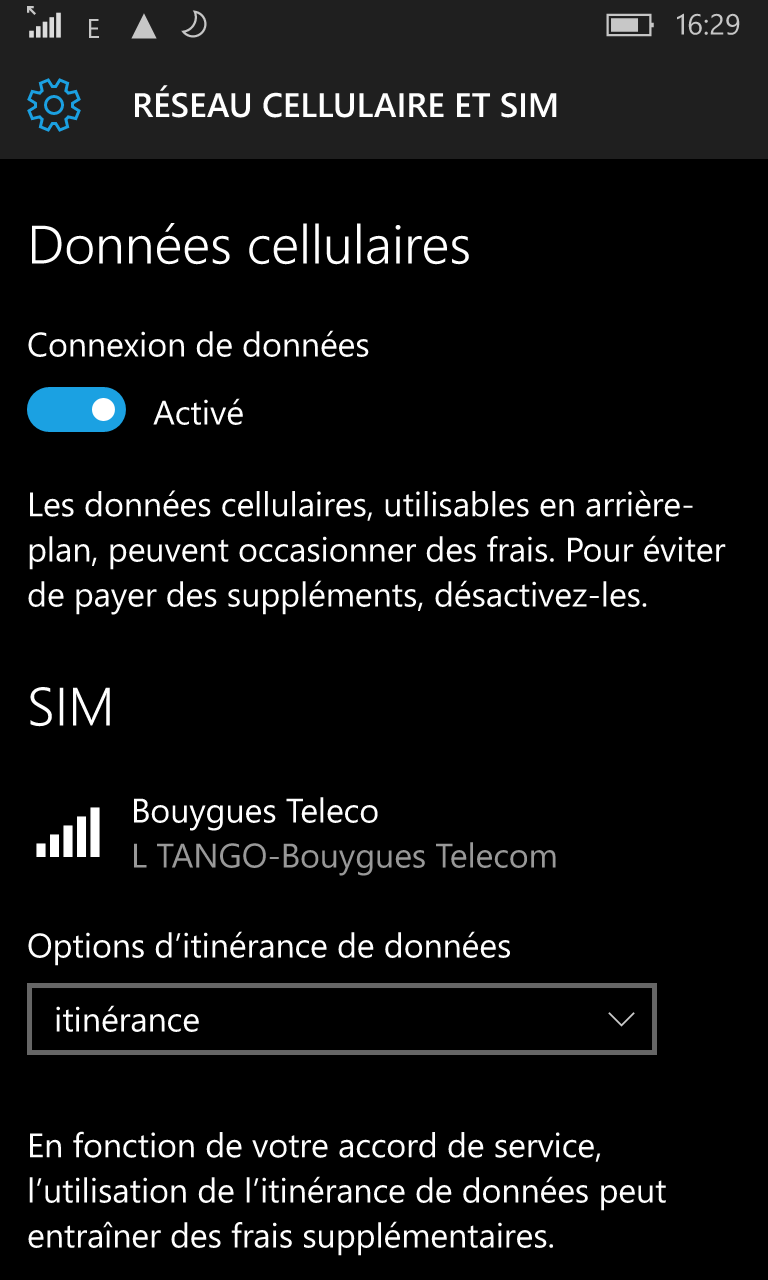 E
16:29
RÉSEAU CELLULAIRE ET SIM
Données cellulaires
Connexion de données
Activé
Les données cellulaires, utilisables en arrière-
plan, peuvent occasionner des frais. Pour éviter
de payer des suppléments, désactivez-les.
SIM
Bouygues Teleco
L TANGO-Bouygues Telecom
Options d’itinérance de données
itinérance
En fonction de votre accord de service,
l’utilisation de l’itinérance de données peut
entraîner des frais supplémentaires.